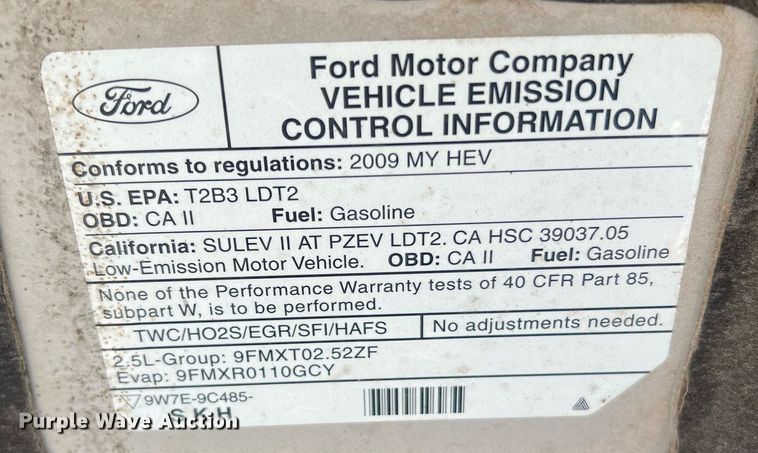 Ford
Ford Motor Company
VEHICLE EMISSION
CONTROL INFORMATION
Conforms to regulations: 2009 MY HEV
U.S. EPA: T2B3 LDT2
OBD: CA II Fuel: Gasoline
California: SULEV II AT PZEV LDT2. CA HSC 39037.05
Low-Emission Motor Vehicle. OBD: CA II Fuel: Gasoline
None of the Performance Warranty tests of 40 CFR Part 85,
subpart W, is to be performed.
TWC/HO2S/EGR/SFI/HAFS No adjustments needed.
2.5L-Group: 9FMXT02.52ZF
Evap: 9FMXR0110GCY
9W7E-9C485-
S K H
Purple Wave Auction